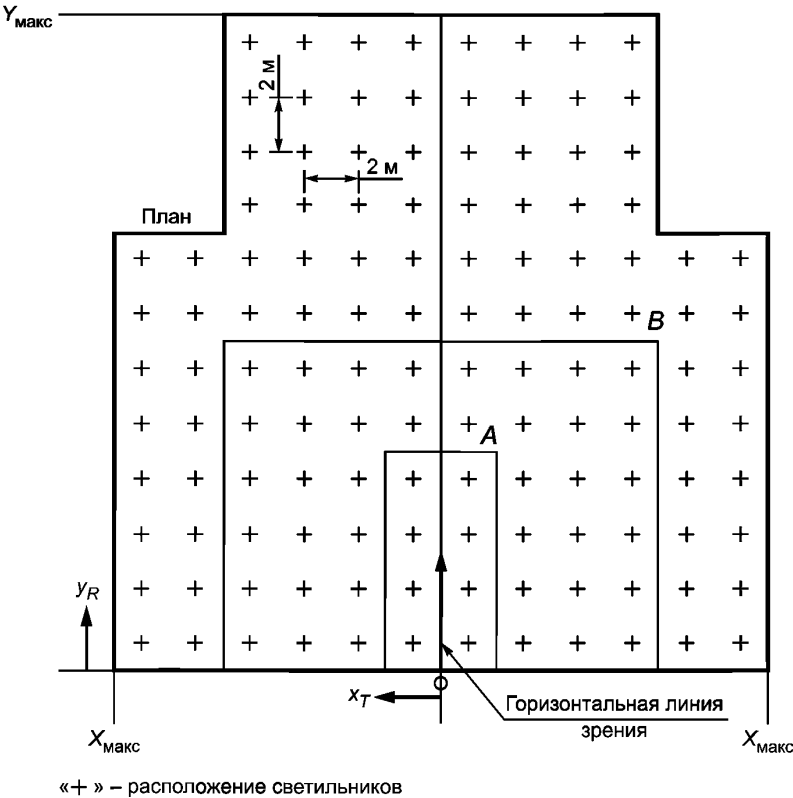 Yмакс
2 м
2 м
План
B
A
yR
O
xT
Горизонтальная линия
зрения
Xмакс
Xмакс
«+» – расположение светильников